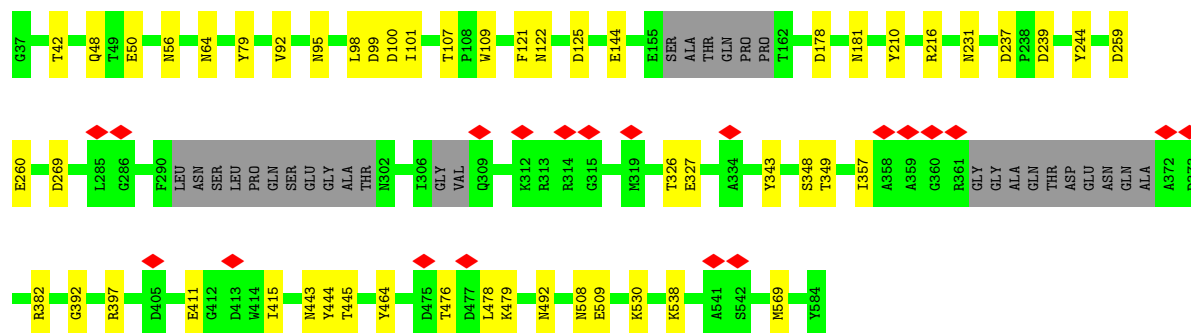 G37 T42 Q48 T49 E50 N56 N64 Y79 V92 N95 L98 D99 D100 I101 T107 P108 W109 F121 N122 D125 E144 E155 SER ALA THR GLN PRO PRO T162 D178 N181 Y210 R216 N231 D237 P238 D239 Y244 D259
E260 D269 L285 G286 F290 LEU ASN SER LEU PRO GLN SER GLU GLY ALA THR N302 I306 GLY VAL Q309 K312 R313 R314 G315 M319 A334 T326 E327 Y343 S348 T349 I357 A358 A359 G360 R361 GLY GLY ALA GLN THR ASP GLU ASN GLN ALA A372
R382 G392 R397 D405 E411 G412 D413 W414 I415 N443 Y444 T445 Y464 D475 T476 D477 L478 K479 N492 N508 E509 K530 K538 A541 S542 M569 Y584